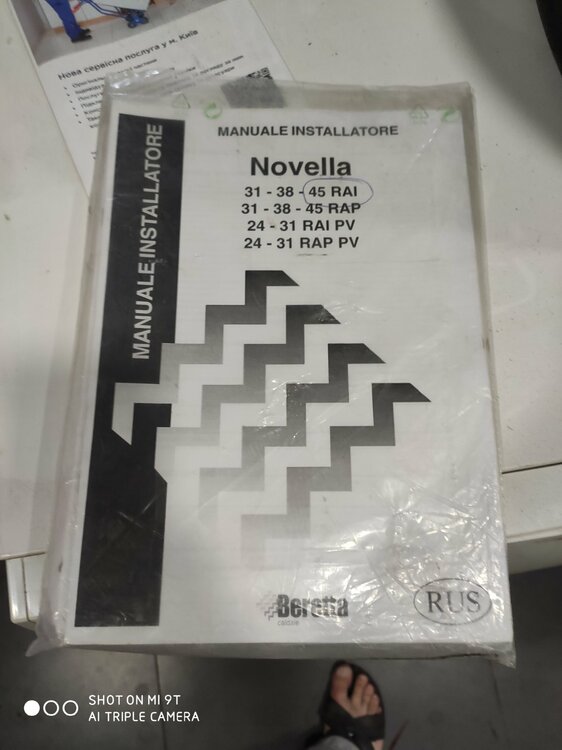 Нова сервісна послуга у м. Київ
MANUALE INSTALLATORE
MANUALE INSTALLATORE
Novella
31 - 38 - 45 RAI
31 - 38 - 45 RAP
24 - 31 RAI PV
24 - 31 RAP PV
Beretta
caldaie
RUS
SHOT ON MI 9T
AI TRIPLE CAMERA